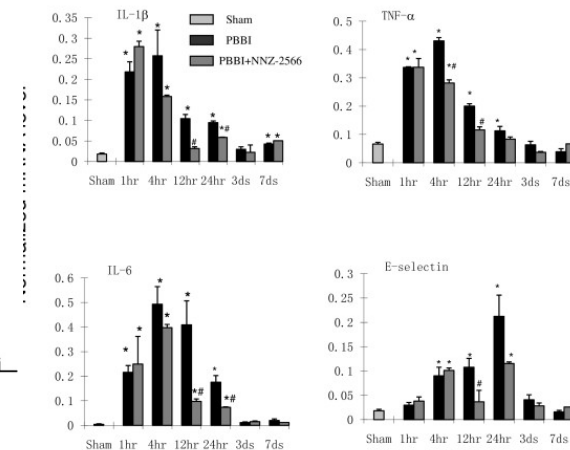 IL-1β
0.35
0.3
0.25
0.2
0.15
0.1
0.05
0
Sham
PBBI
PBBI+NNZ-2566
* * * * * # * *# * *
Sham 1hr 4hr 12hr 24hr 3ds 7ds
TNF-α
0.5
0.4
0.3
0.2
0.1
0
* * * *# * # *
Sham 1hr 4hr 12hr 24hr 3ds 7ds
IL-6
0.6
0.5
0.4
0.3
0.2
0.1
0
* * * * * *# * *#
Sham 1hr 4hr 12hr 24hr 3ds 7ds
E-selectin
0.3
0.25
0.2
0.15
0.1
0.05
0
* * * # * *
Sham 1hr 4hr 12hr 24hr 3ds 7ds